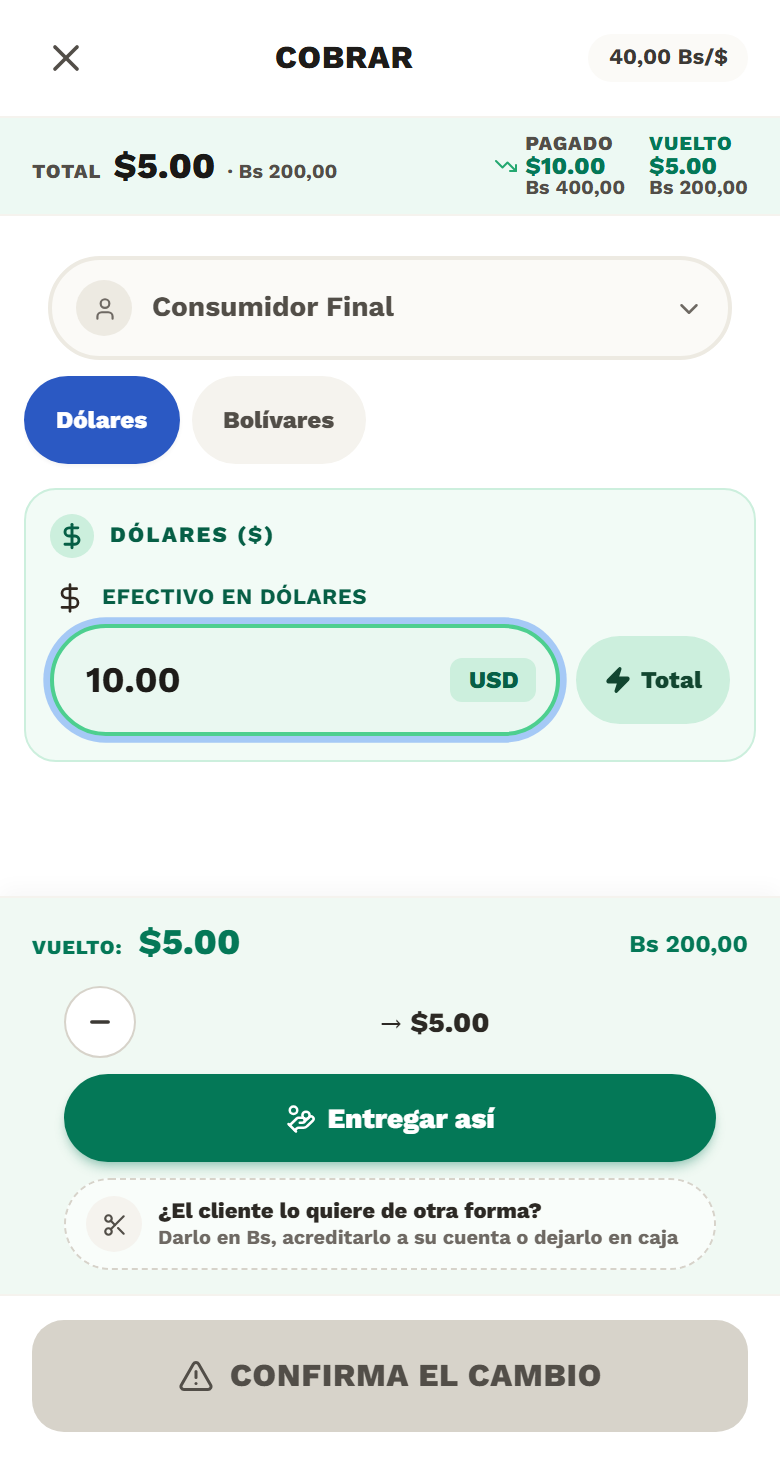 COBRAR
40,00 Bs/$
TOTAL $5.00 · Bs 200,00
PAGADO
$10.00
Bs 400,00
VUELTO
$5.00
Bs 200,00
Consumidor Final
Dólares
Bolívares
$ DÓLARES ($)
$ EFECTIVO EN DÓLARES
10.00 USD
Total
VUELTO: $5.00
Bs 200,00
→ $5.00
Entregar así
¿El cliente lo quiere de otra forma?
Darlo en Bs, acreditarlo a su cuenta o dejarlo en caja
CONFIRMA EL CAMBIO